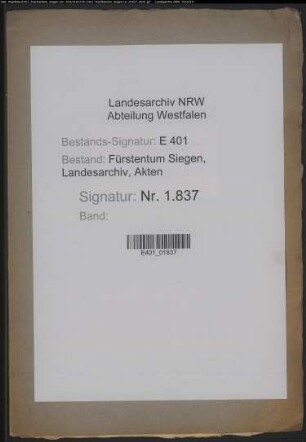 Landesarchiv NRW
Abteilung Westfalen
Bestands-Signatur: E 401
Bestand: Fürstentum Siegen,
Landesarchiv, Akten
Signatur: Nr. 1.837
Band:
E401_01837